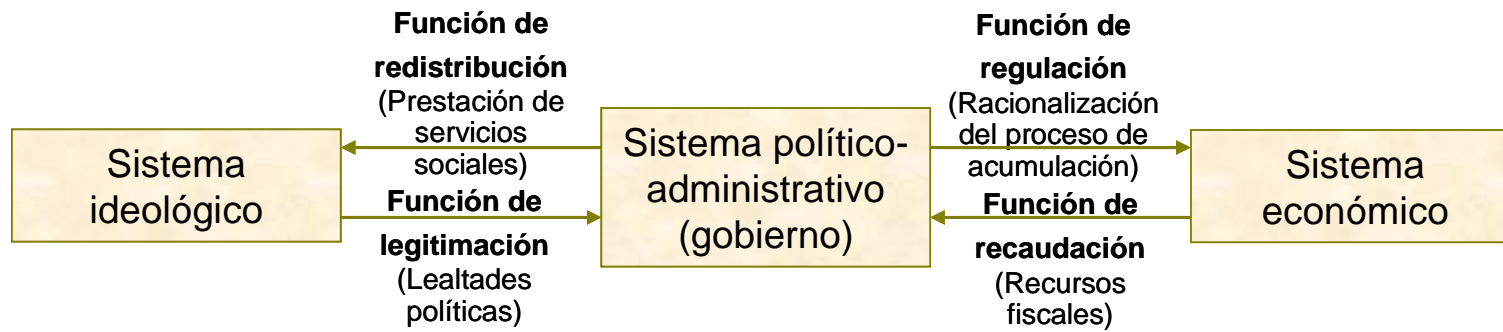 Función de
redistribución
(Prestación de
servicios
sociales)
Función de
legitimación
(Lealtades
políticas)
Sistema
ideológico
Sistema político-
administrativo
(gobierno)
Función de
regulación
(Racionalización
del proceso de
acumulación)
Función de
recaudación
(Recursos
fiscales)
Sistema
económico